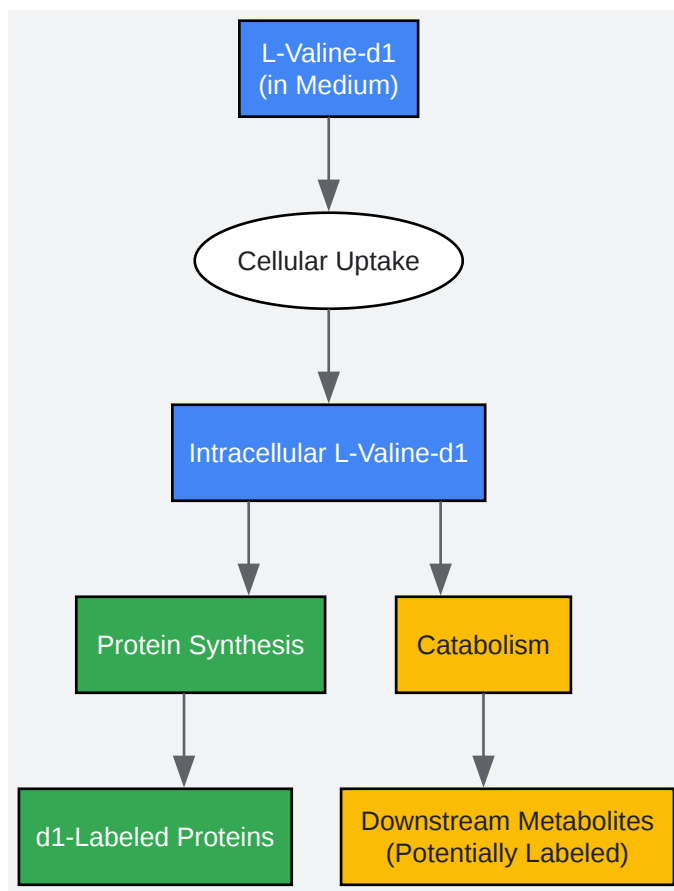 L-Valine-d1
(in Medium)
Cellular Uptake
Intracellular L-Valine-d1
Protein Synthesis
Catabolism
d1-Labeled Proteins
Downstream Metabolites
(Potentially Labeled)